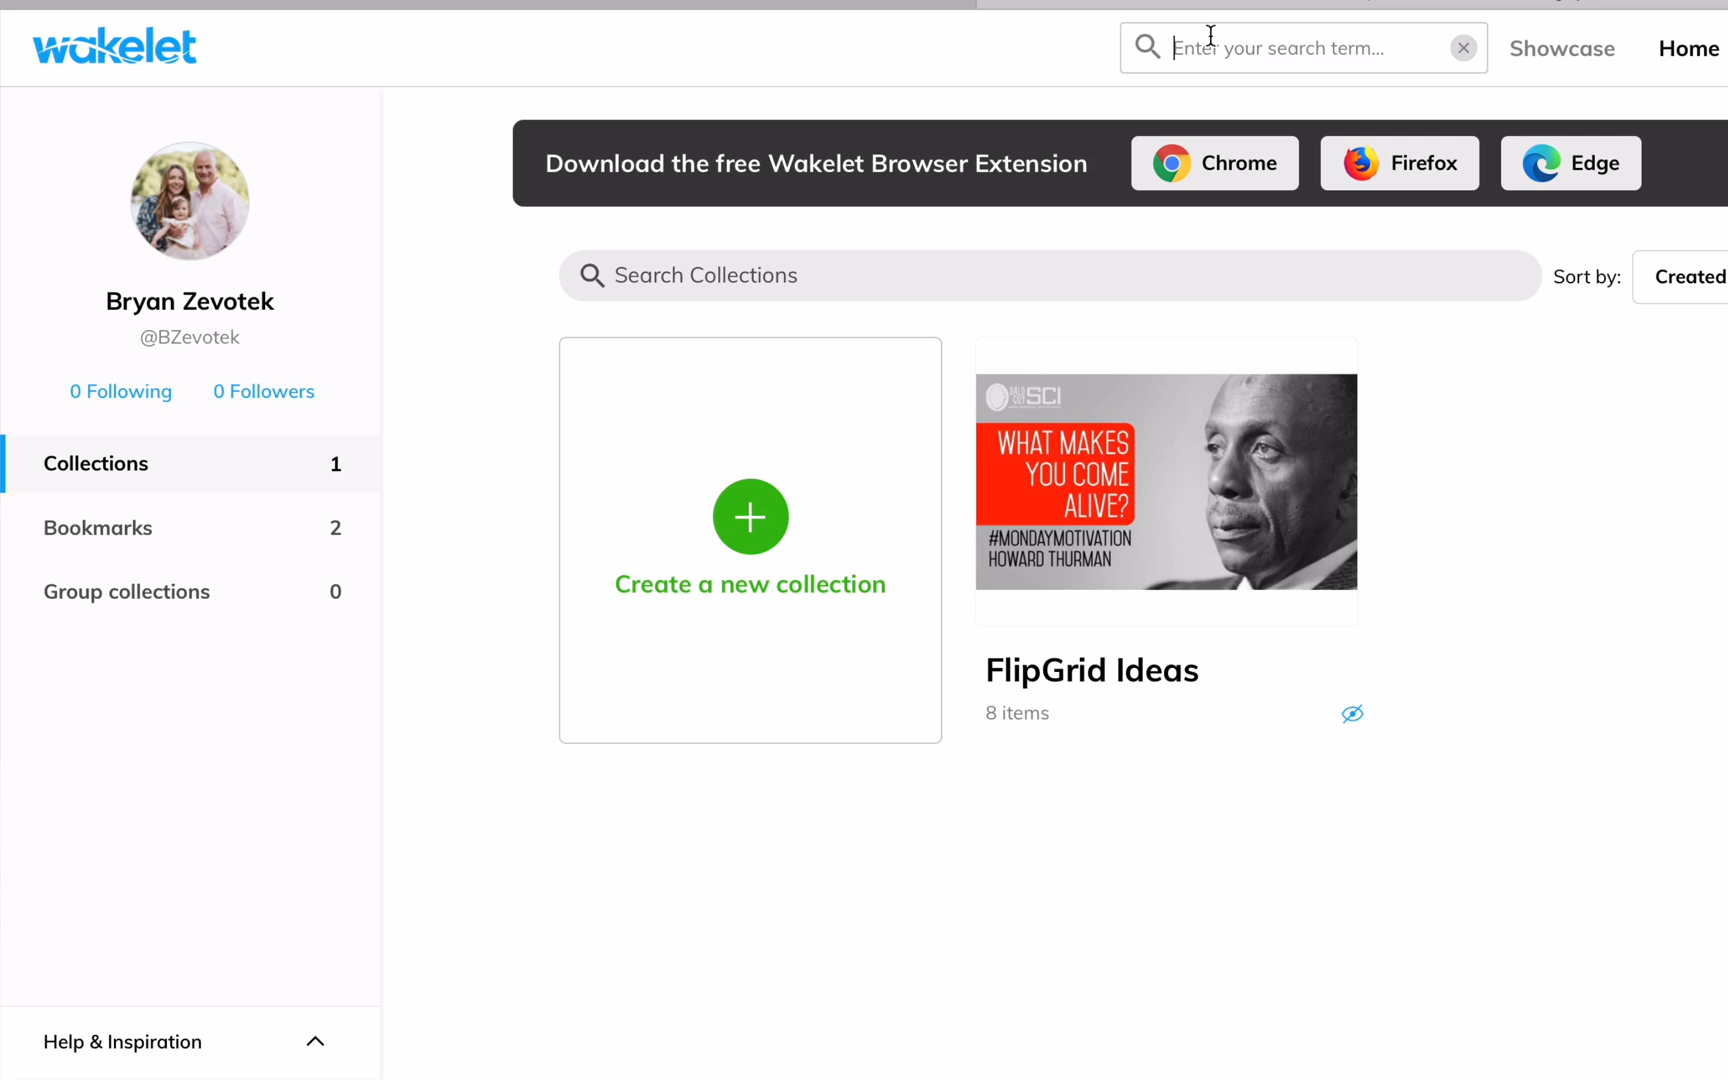 wakelet
Enter your search term...
Showcase
Home
Download the free Wakelet Browser Extension
Chrome
Firefox
Edge
Bryan Zevotek
@BZevotek
0 Following
0 Followers
Search Collections
Sort by:
Created
Collections 1
Bookmarks 2
Group collections 0
Create a new collection
SCI
WHAT MAKES
YOU COME
ALIVE?
#MONDAYMOTIVATION
HOWARD THURMAN
FlipGrid Ideas
8 items
Help & Inspiration